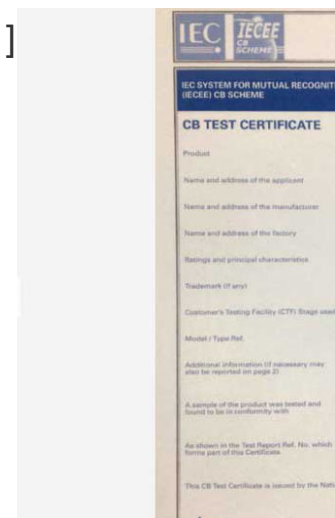 ]
IEC IECEE
CB
SCHEME
IEC SYSTEM FOR MUTUAL
(IECEE) CB SCHEME
CB TEST CERTIFICATE
Product
Name and address of the applicant
Name and address of the manufacturer
Name and address of the factory
Ratings and principal characteristics
Trademark (if any)
Customer's Testing Facility (CTF) Stage used
Model / Type Ref.
Additional information (if necessary may
also be reported on page 2)
A sample of the product was tested and
found to be in conformity with
As shown in the Test Report Ref. No. which
forms part of this Certificate
This CB Test Certificate is issued by the